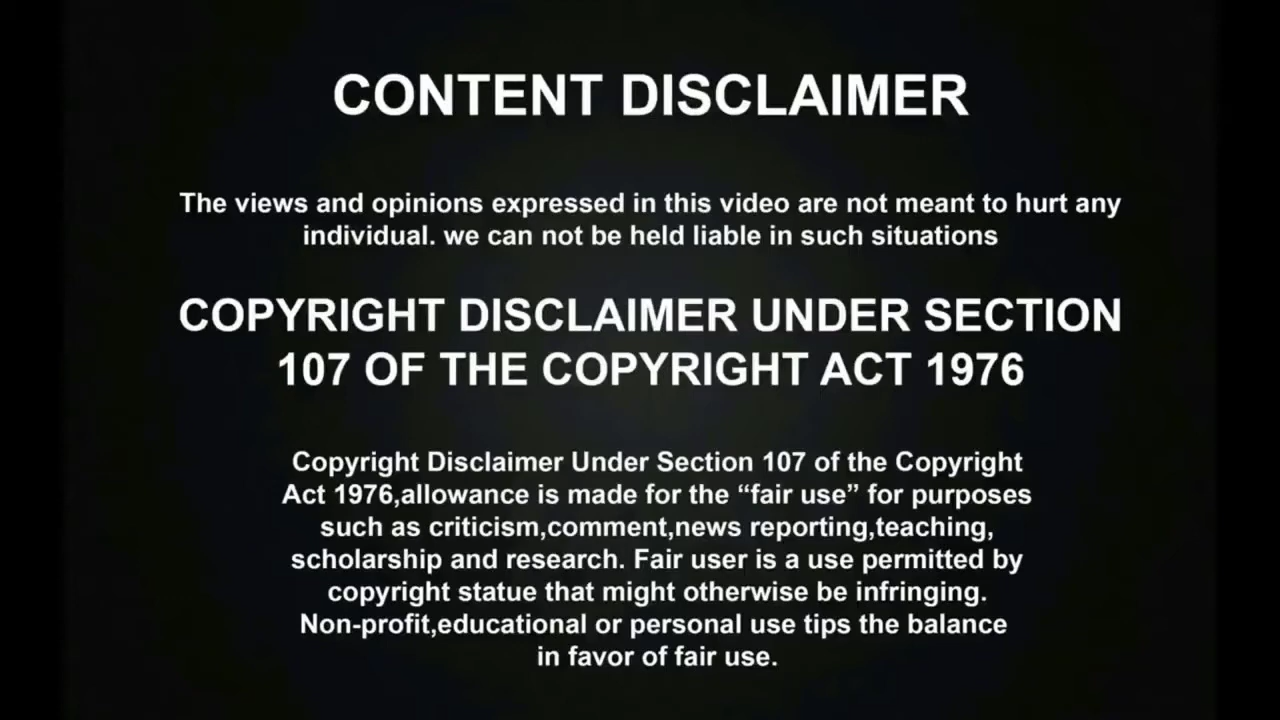 CONTENT DISCLAIMER
The views and opinions expressed in this video are not meant to hurt any
individual. we can not be held liable in such situations
COPYRIGHT DISCLAIMER UNDER SECTION
107 OF THE COPYRIGHT ACT 1976
Copyright Disclaimer Under Section 107 of the Copyright
Act 1976,allowance is made for the “fair use” for purposes
such as criticism,comment,news reporting,teaching,
scholarship and research. Fair user is a use permitted by
copyright statue that might otherwise be infringing.
Non-profit,educational or personal use tips the balance
in favor of fair use.